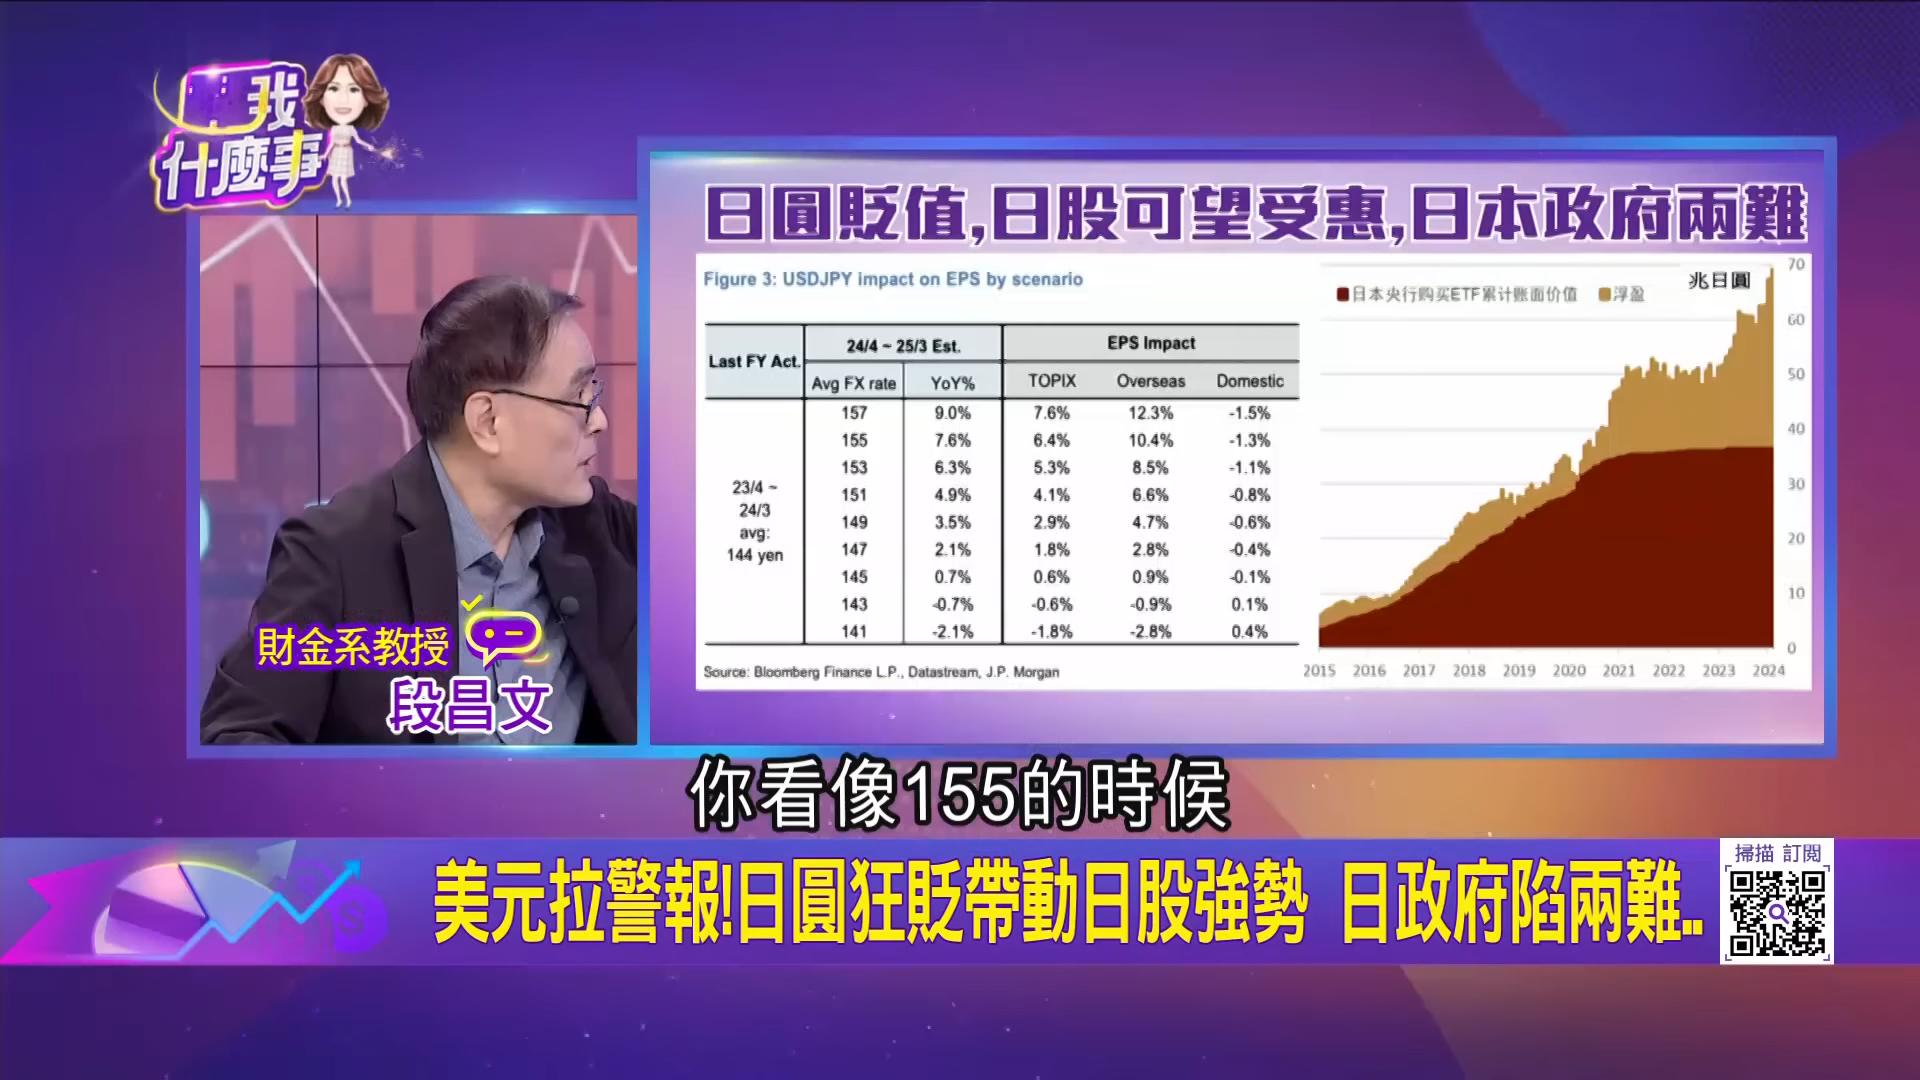 我
什麼事
日圓貶值,日股可望受惠,日本政府兩難
Figure 3: USDJPY impact on EPS by scenario
Last FY Act. 24/4 ~ 25/3 Est. EPS Impact
Avg FX rate YoY% TOPIX Overseas Domestic
157 9.0% 7.6% 12.3% -1.5%
155 7.6% 6.4% 10.4% -1.3%
153 6.3% 5.3% 8.5% -1.1%
151 4.9% 4.1% 6.6% -0.8%
149 3.5% 2.9% 4.7% -0.6%
147 2.1% 1.8% 2.8% -0.4%
145 0.7% 0.6% 0.9% -0.1%
143 -0.7% -0.6% -0.9% 0.1%
141 -2.1% -1.8% -2.8% 0.4%
23/4 ~
24/3
avg:
144 yen
Source: Bloomberg Finance L.P., Datastream, J.P. Morgan
兆日圓
日本央行购买ETF累计账面价值 浮盈
70
60
50
40
30
20
10
0
2015 2016 2017 2018 2019 2020 2021 2022 2023 2024
財金系教授
段昌文
你看像155的時候
美元拉警報!日圓狂貶帶動日股強勢 日政府陷兩難..
掃描 訂閱